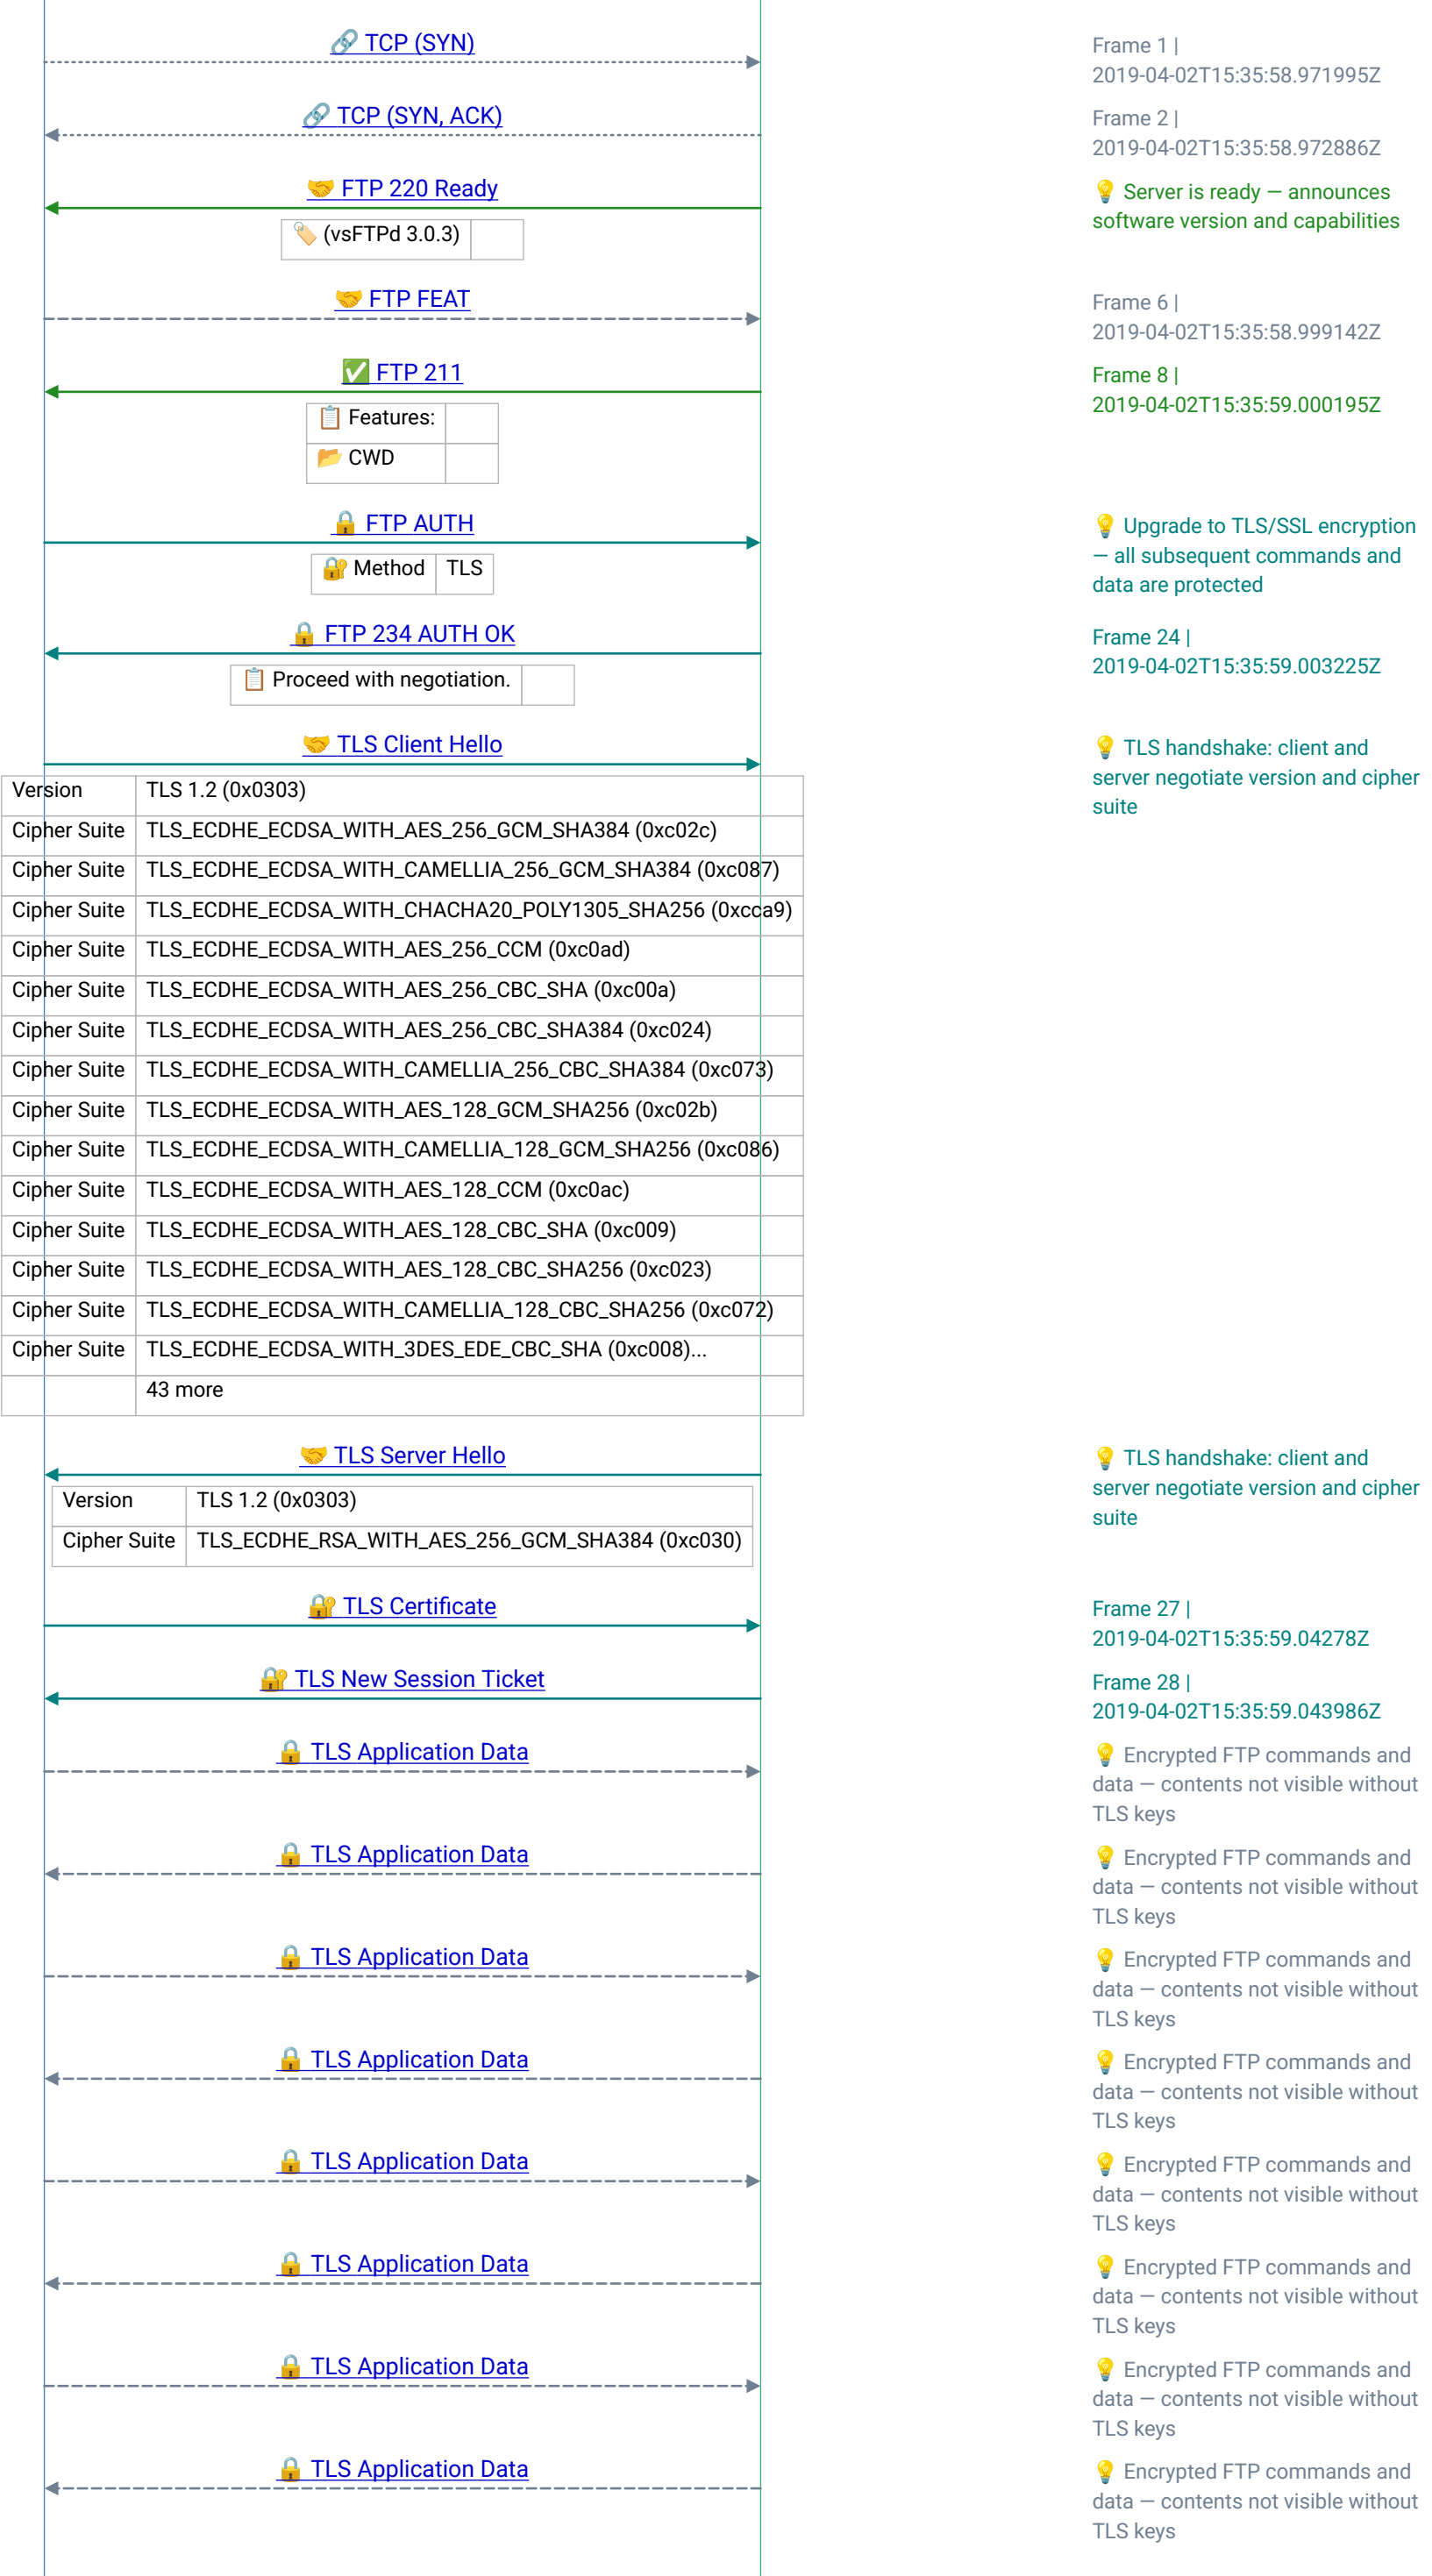 🔗 TCP (SYN)
Frame 1 |
2019-04-02T15:35:58.971995Z
🔗 TCP (SYN, ACK)
Frame 2 |
2019-04-02T15:35:58.972886Z
🤝 FTP 220 Ready
💡 Server is ready — announces
software version and capabilities
🏷️ (vsFTPd 3.0.3)
🤝 FTP FEAT
Frame 6 |
2019-04-02T15:35:58.999142Z
✅ FTP 211
Frame 8 |
2019-04-02T15:35:59.000195Z
📋 Features:
📂 CWD
🔒 FTP AUTH
💡 Upgrade to TLS/SSL encryption
— all subsequent commands and
data are protected
🔐 Method TLS
🔒 FTP 234 AUTH OK
Frame 24 |
2019-04-02T15:35:59.003225Z
📋 Proceed with negotiation.
🤝 TLS Client Hello
💡 TLS handshake: client and
server negotiate version and cipher
suite
Version TLS 1.2 (0x0303)
Cipher Suite TLS_ECDHE_ECDSA_WITH_AES_256_GCM_SHA384 (0xc02c)
Cipher Suite TLS_ECDHE_ECDSA_WITH_CAMELLIA_256_GCM_SHA384 (0xc087)
Cipher Suite TLS_ECDHE_ECDSA_WITH_CHACHA20_POLY1305_SHA256 (0xcca9)
Cipher Suite TLS_ECDHE_ECDSA_WITH_AES_256_CCM (0xc0ad)
Cipher Suite TLS_ECDHE_ECDSA_WITH_AES_256_CBC_SHA (0xc00a)
Cipher Suite TLS_ECDHE_ECDSA_WITH_AES_256_CBC_SHA384 (0xc024)
Cipher Suite TLS_ECDHE_ECDSA_WITH_CAMELLIA_256_CBC_SHA384 (0xc073)
Cipher Suite TLS_ECDHE_ECDSA_WITH_AES_128_GCM_SHA256 (0xc02b)
Cipher Suite TLS_ECDHE_ECDSA_WITH_CAMELLIA_128_GCM_SHA256 (0xc086)
Cipher Suite TLS_ECDHE_ECDSA_WITH_AES_128_CCM (0xc0ac)
Cipher Suite TLS_ECDHE_ECDSA_WITH_AES_128_CBC_SHA (0xc009)
Cipher Suite TLS_ECDHE_ECDSA_WITH_AES_128_CBC_SHA256 (0xc023)
Cipher Suite TLS_ECDHE_ECDSA_WITH_CAMELLIA_128_CBC_SHA256 (0xc072)
Cipher Suite TLS_ECDHE_ECDSA_WITH_3DES_EDE_CBC_SHA (0xc008)...
43 more
🤝 TLS Server Hello
💡 TLS handshake: client and
server negotiate version and cipher
suite
Version TLS 1.2 (0x0303)
Cipher Suite TLS_ECDHE_RSA_WITH_AES_256_GCM_SHA384 (0xc030)
🔐 TLS Certificate
Frame 27 |
2019-04-02T15:35:59.04278Z
🔐 TLS New Session Ticket
Frame 28 |
2019-04-02T15:35:59.043986Z
🔒 TLS Application Data
💡 Encrypted FTP commands and
data — contents not visible without
TLS keys
🔒 TLS Application Data
💡 Encrypted FTP commands and
data — contents not visible without
TLS keys
🔒 TLS Application Data
💡 Encrypted FTP commands and
data — contents not visible without
TLS keys
🔒 TLS Application Data
💡 Encrypted FTP commands and
data — contents not visible without
TLS keys
🔒 TLS Application Data
💡 Encrypted FTP commands and
data — contents not visible without
TLS keys
🔒 TLS Application Data
💡 Encrypted FTP commands and
data — contents not visible without
TLS keys
🔒 TLS Application Data
💡 Encrypted FTP commands and
data — contents not visible without
TLS keys
🔒 TLS Application Data
💡 Encrypted FTP commands and
data — contents not visible without
TLS keys